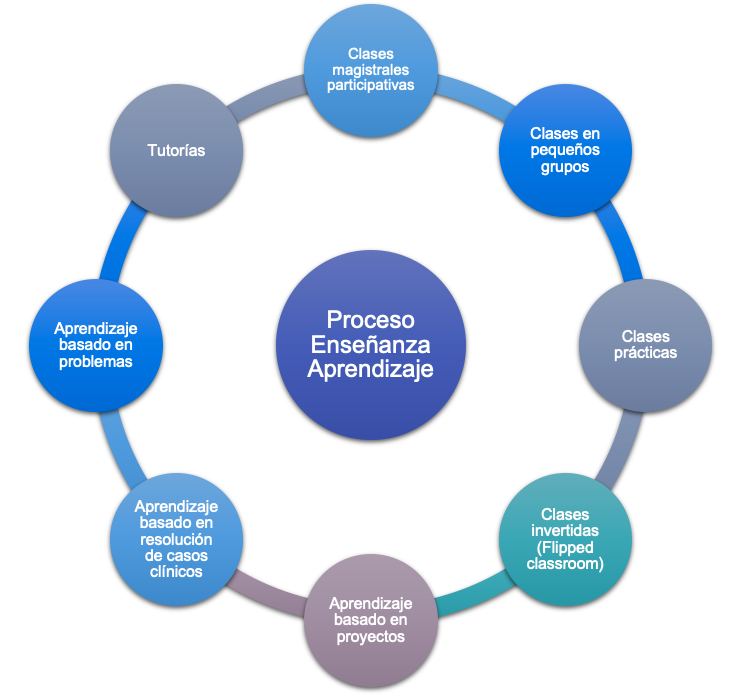 Clases
magistrales
participativas
Clases en
pequeños
grupos
Clases
prácticas
Clases
invertidas
(Flipped
classroom)
Aprendizaje
basado en
proyectos
Aprendizaje
basado en
resolución
de casos
clínicos
Aprendizaje
basado en
problemas
Tutorías
Proceso
Enseñanza
Aprendizaje